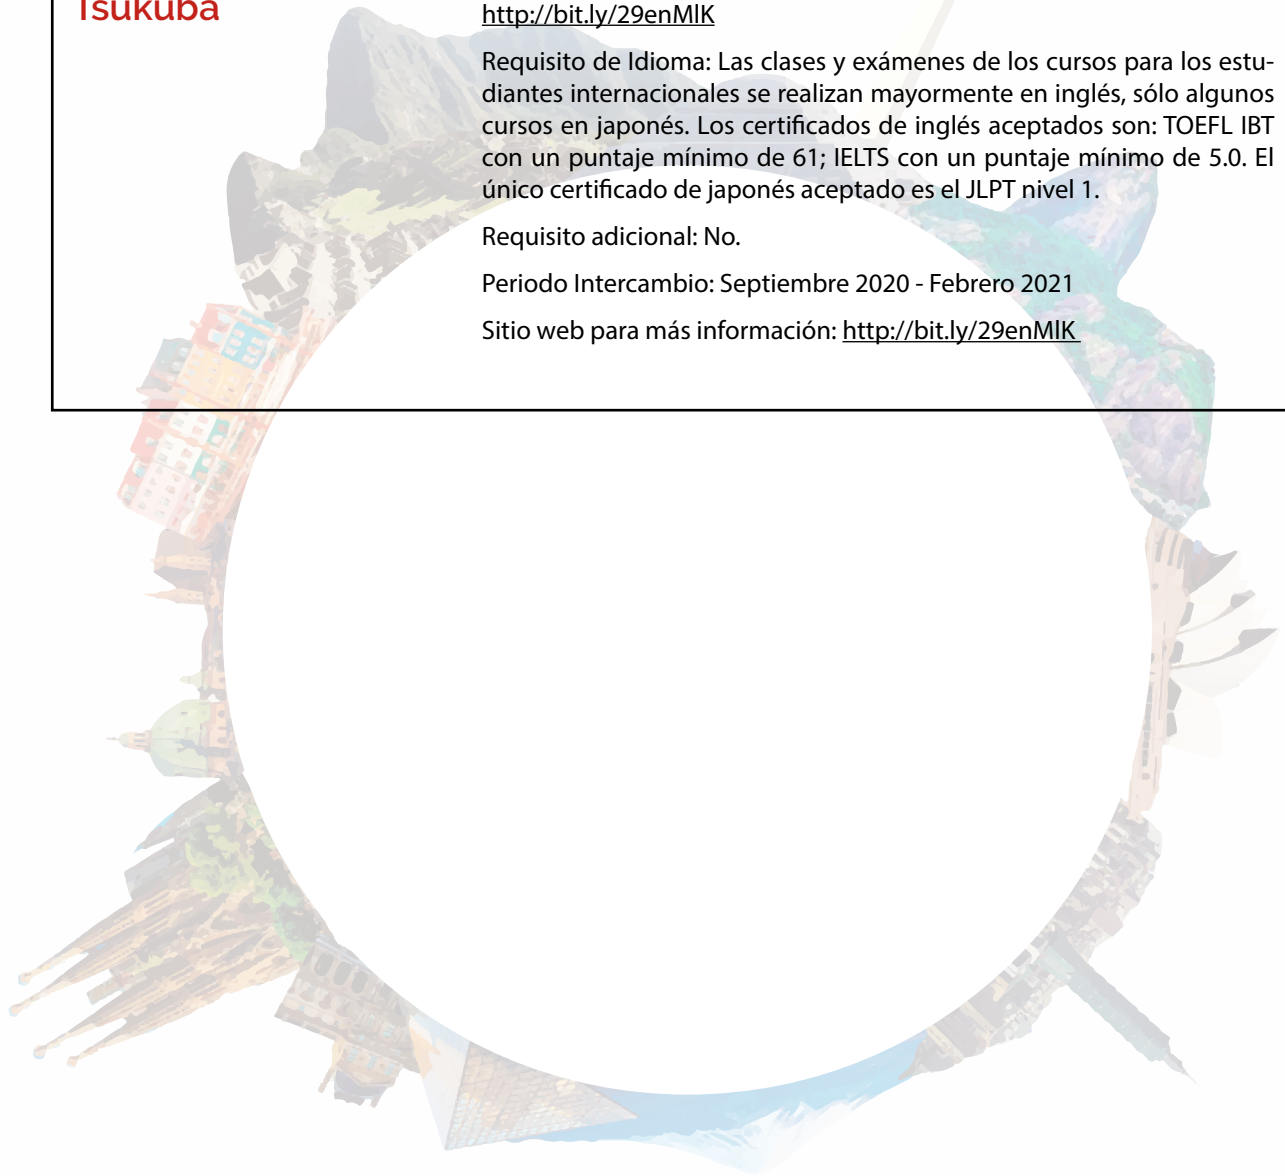 Tsukuba
http://bit.ly/29enMlK
Requisito de Idioma: Las clases y exámenes de los cursos para los estu-
diantes internacionales se realizan mayormente en inglés, sólo algunos
cursos en japonés. Los certificados de inglés aceptados son: TOEFL IBT
con un puntaje mínimo de 61; IELTS con un puntaje mínimo de 5.0. El
único certificado de japonés aceptado es el JLPT nivel 1.
Requisito adicional: No.
Periodo Intercambio: Septiembre 2020 - Febrero 2021
Sitio web para más información: http://bit.ly/29enMlK